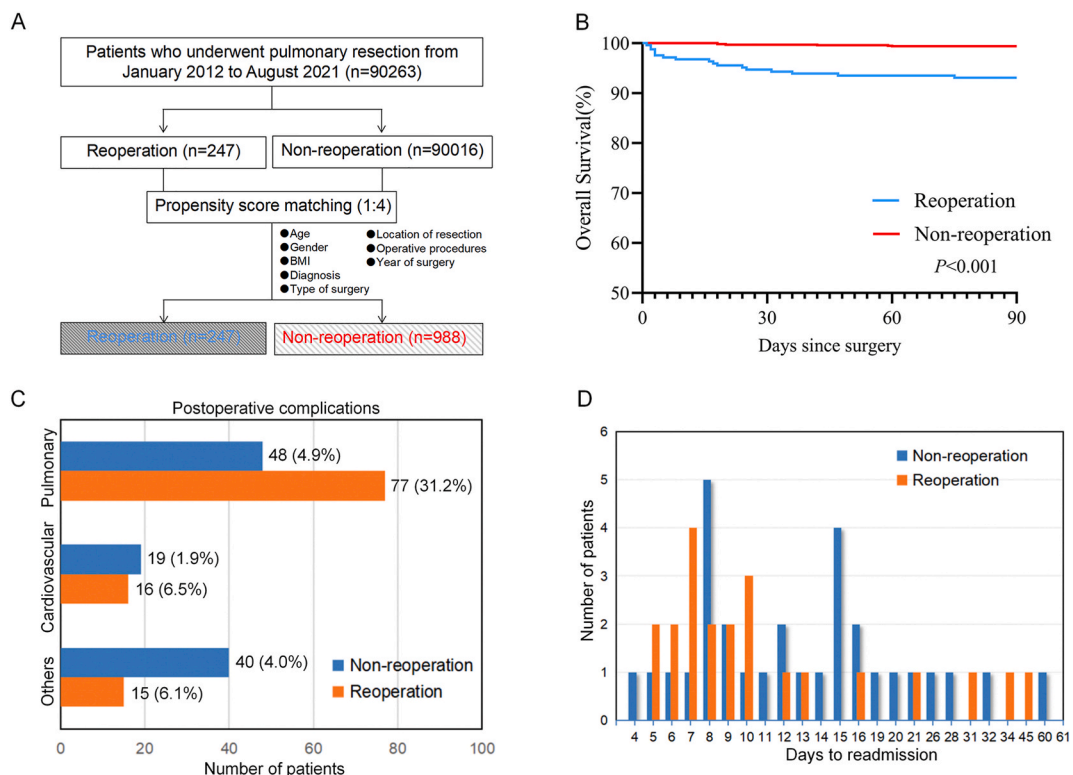 A
Patients who underwent pulmonary resection from
January 2012 to August 2021 (n=90263)
Reoperation (n=247)
Non-reoperation (n=90016)
Propensity score matching (1:4)
●Age
●Gender
●BMI
●Diagnosis
●Type of surgery
●Location of resection
●Operative procedures
●Year of surgery
Reoperation (n=247)
Non-reoperation (n=988)
B
Overall Survival(%)
100
90
80
70
60
50
0 30 60 90
Days since surgery
Reoperation
Non-reoperation
P<0.001
C
Postoperative complications
Pulmonary
48 (4.9%)
77 (31.2%)
Cardiovascular
19 (1.9%)
16 (6.5%)
Others
40 (4.0%)
15 (6.1%)
Non-reoperation
Reoperation
0 20 40 60 80 100
Number of patients
D
Number of patients
6
5
4
3
2
1
0
Non-reoperation
Reoperation
4 5 6 7 8 9 10 11 12 13 14 15 16 19 20 21 26 28 31 32 34 45 60 61
Days to readmission